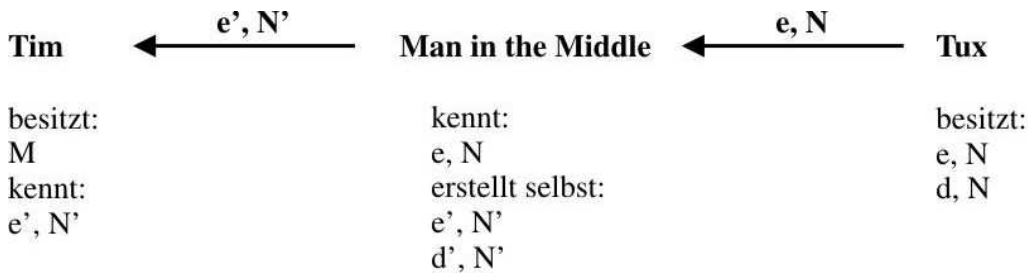 e’, N’
e, N
Tim
Man in the Middle
Tux
besitzt:
M
kennt:
e’, N’
kennt:
e, N
erstellt selbst:
e’, N’
d’, N’
besitzt:
e, N
d, N